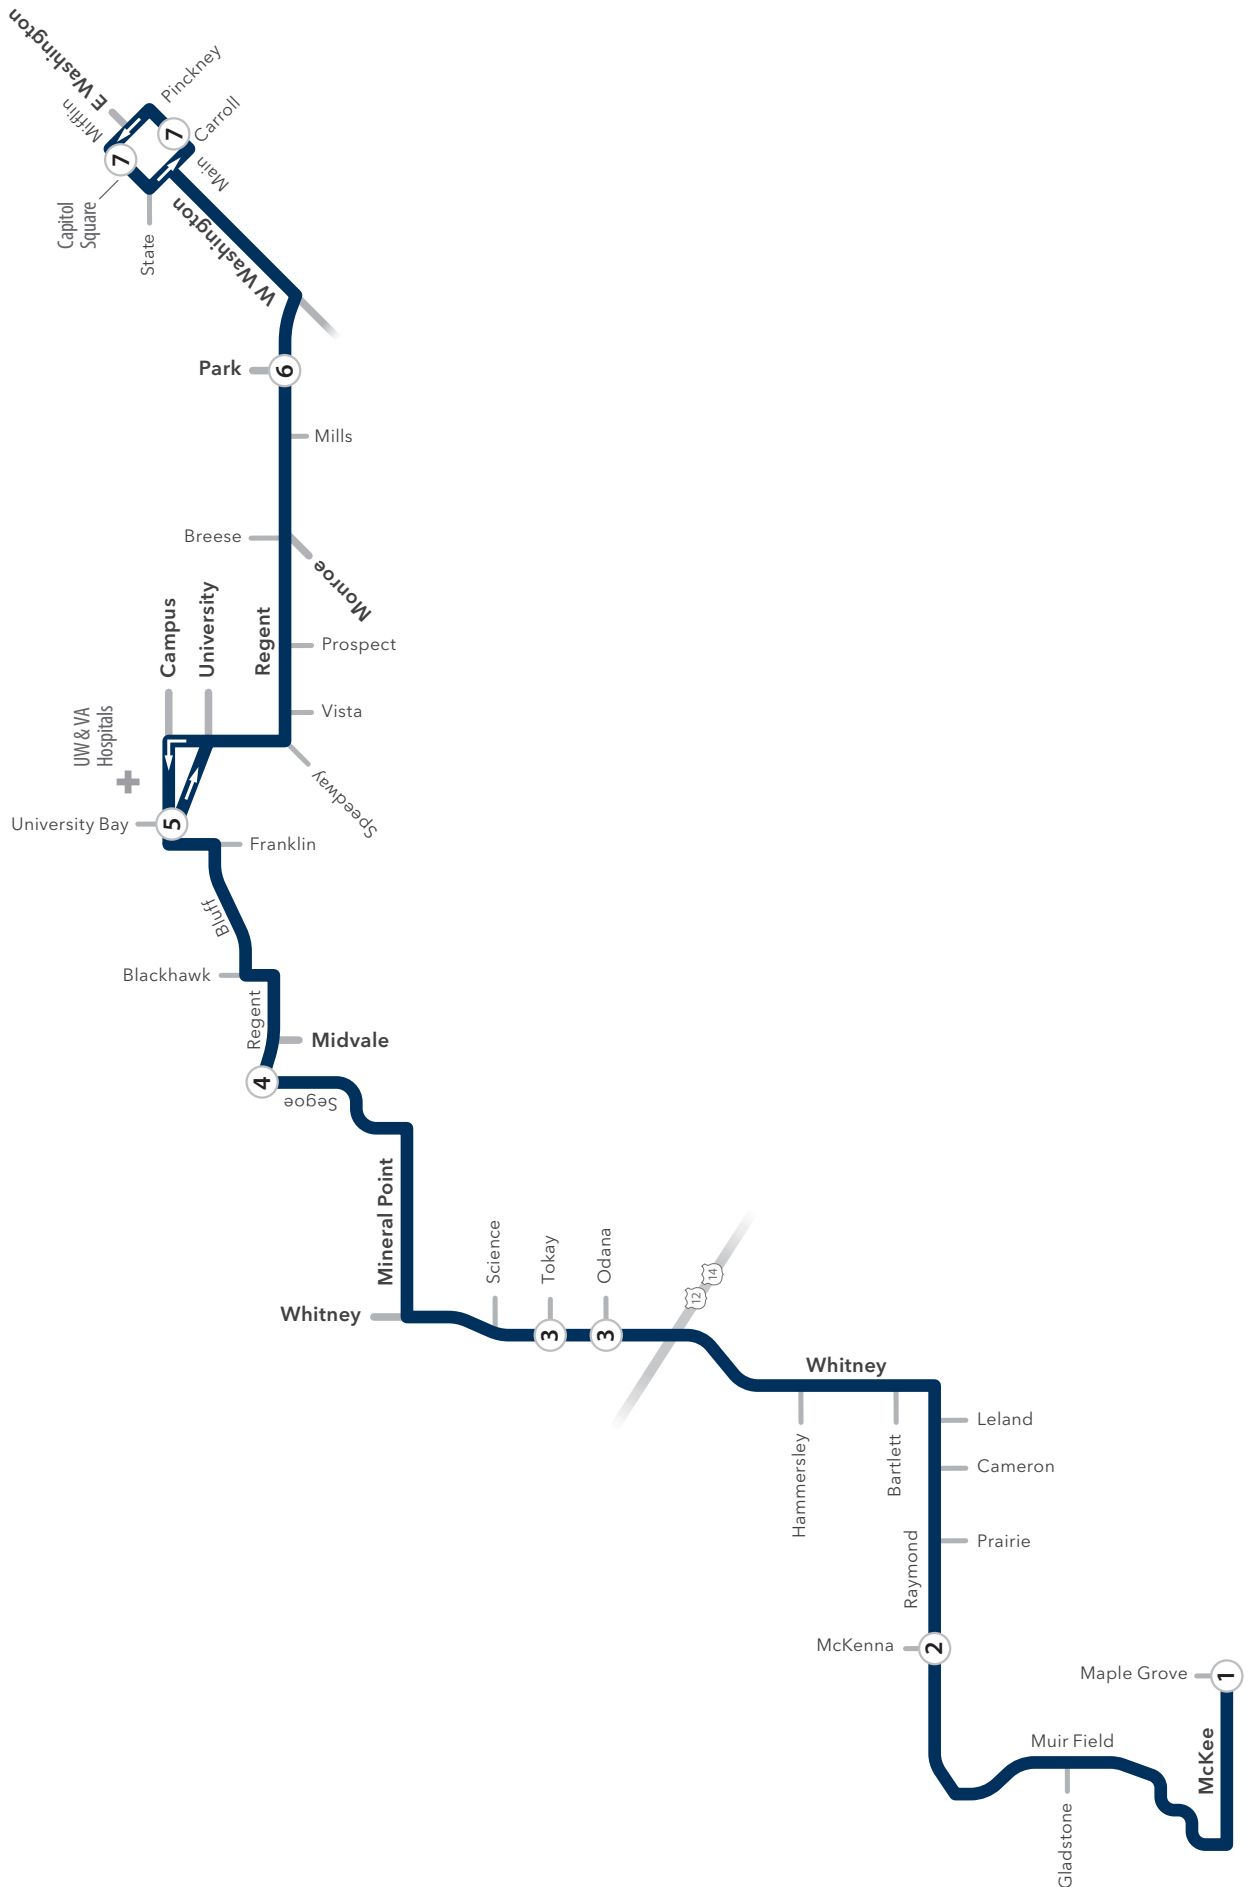 E Washington
Pinckney
Mifflin
7
7
Carroll
Main
Capitol
Square
State
W Washington
Park
6
Mills
Breese
Monroe
Campus
University
Regent
Prospect
Vista
UW & VA
Hospitals
Speedway
University Bay
5
Franklin
Bluff
Blackhawk
Regent
Midvale
4
Segoe
Mineral Point
Science
Tokay
Odana
14
12
Whitney
3
3
Whitney
Hammersley
Bartlett
Leland
Cameron
Prairie
Raymond
McKenna
2
Maple Grove
1
Muir Field
McKee
Gladstone